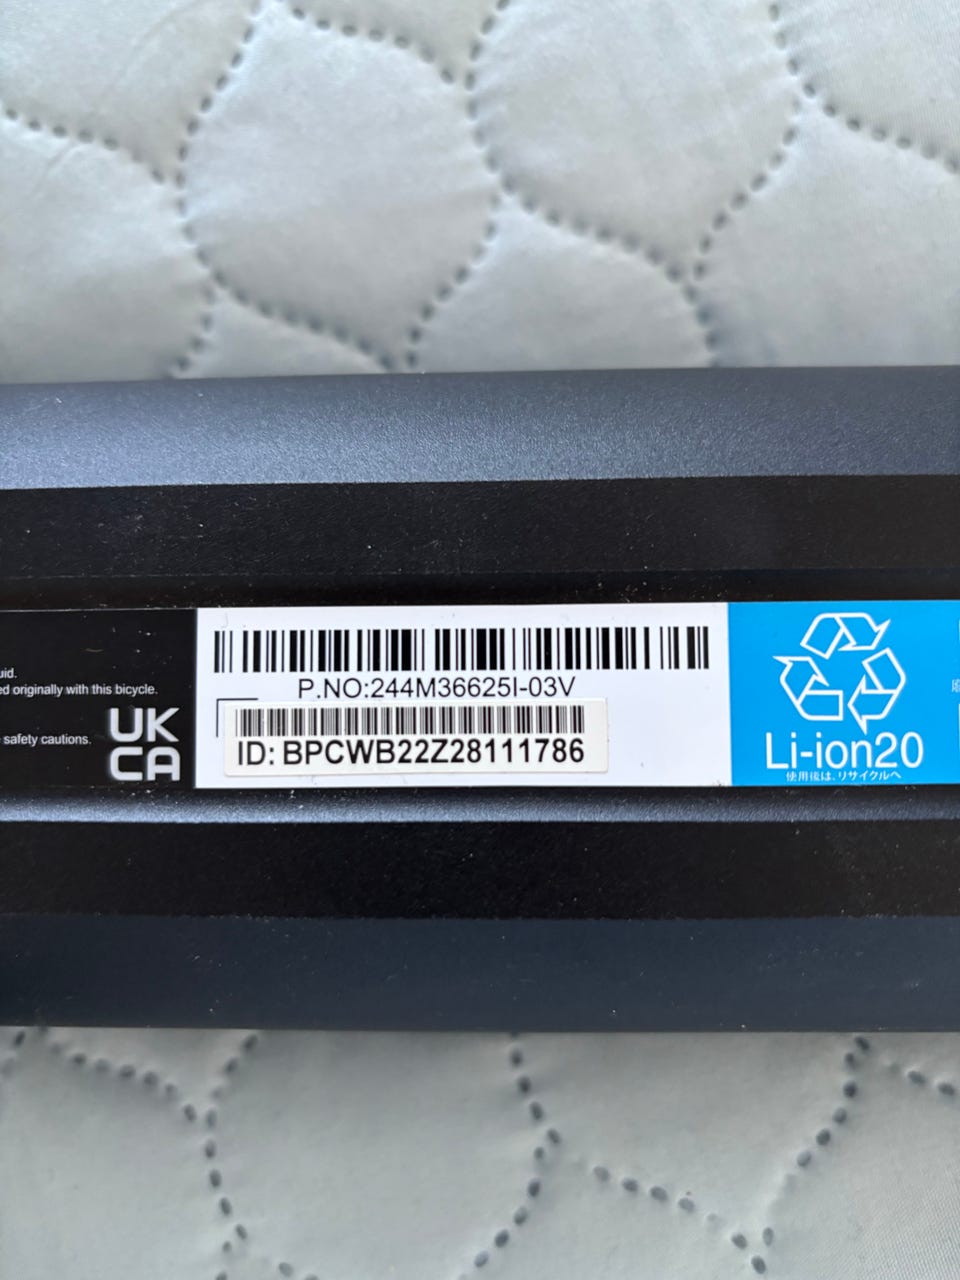 uid.
ed originally with this bicycle.
safety cautions.
UK
CA
P.NO:244M36625I-03V
ID: BPCWB22Z28111786
Li-ion20
使用後は、リサイクルへ